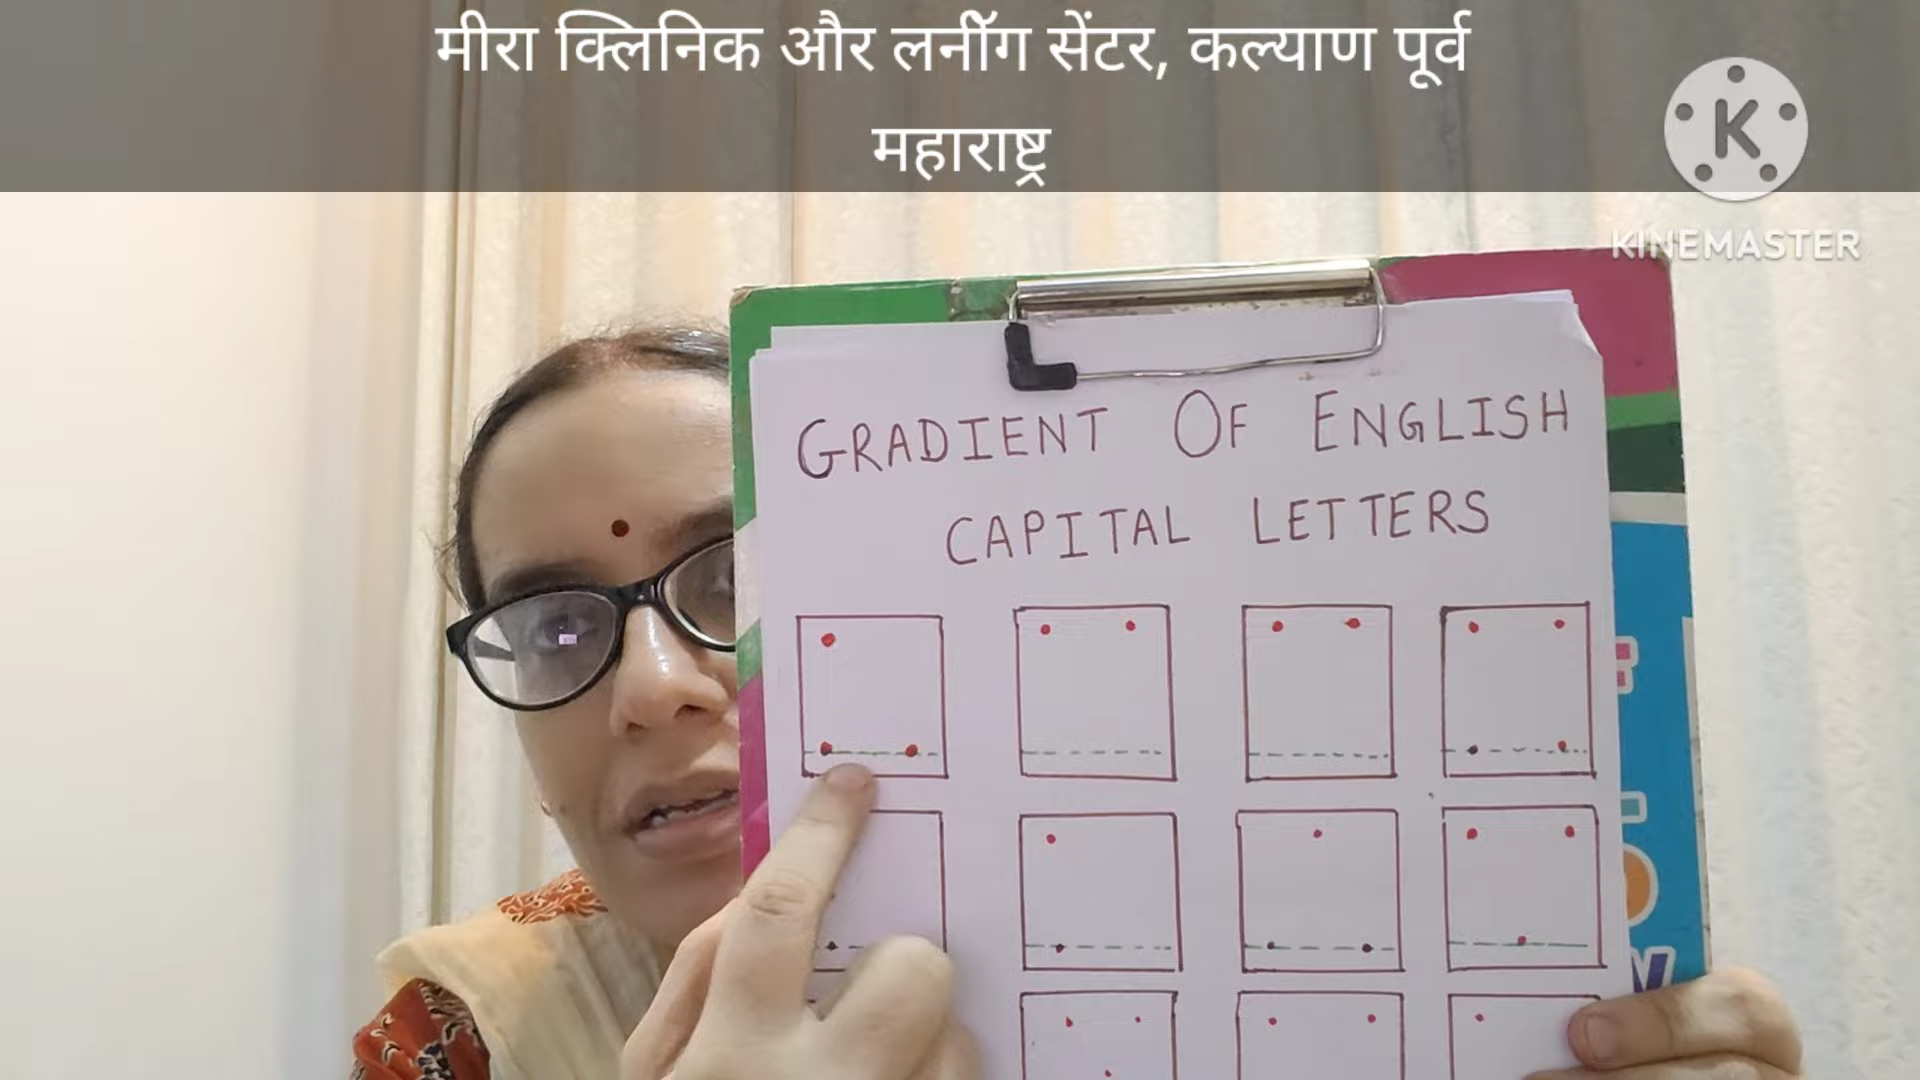 मीरा क्लिनिक और लर्नींग सेंटर, कल्याण पूर्व
महाराष्ट्र
K
KINEMASTER
GRADIENT OF ENGLISH
CAPITAL LETTERS